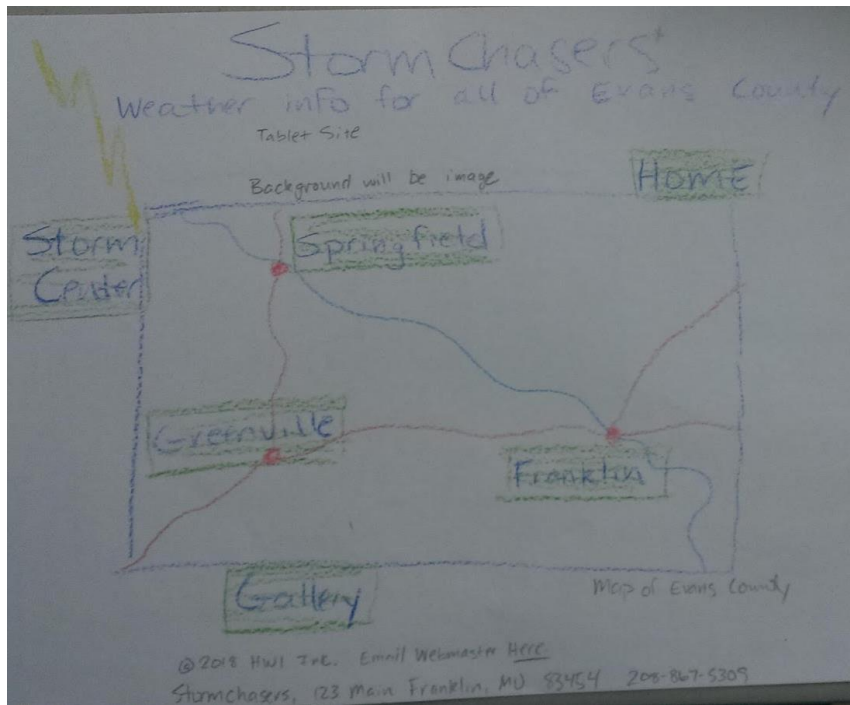 Storm Chasers
Weather info for all of Evans County
Tablet Site
Background will be image
Home
Storm
Center
Springfield
Greenville
Franklin
Gallery
Map of Evans County
© 2018 HWI Inc. Email Webmaster Here
Stormchasers, 123 Main Franklin, 83454 208-867-5309